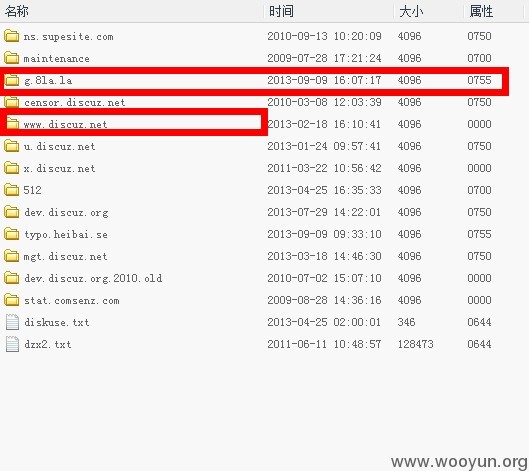 名称 时间 大小 属性
ns.supesite.com 2010-09-13 10:20:09 4096 0750
maintenance 2009-07-28 17:21:24 4096 0700
g.8la.la 2013-09-09 16:07:17 4096 0755
censor.discuz.net 2010-03-08 12:03:39 4096 0750
www.discuz.net 2013-02-18 16:10:41 4096 0000
u.discuz.net 2013-01-24 09:57:41 4096 0750
x.discuz.net 2011-03-22 10:56:42 4096 0000
512 2013-04-25 16:35:33 4096 0700
dev.discuz.org 2013-07-29 14:22:01 4096 0750
typo.heibai.se 2013-09-09 09:33:10 4096 0755
mgt.discuz.net 2013-03-18 14:46:30 4096 0750
dev.discuz.org.2010.old 2010-07-02 15:07:10 4096 0000
stat.comsenz.com 2009-08-28 14:36:16 4096 0000
diskuse.txt 2013-04-25 02:00:01 346 0644
dzx2.txt 2011-06-11 10:48:57 128473 0644
www.wooyun.org